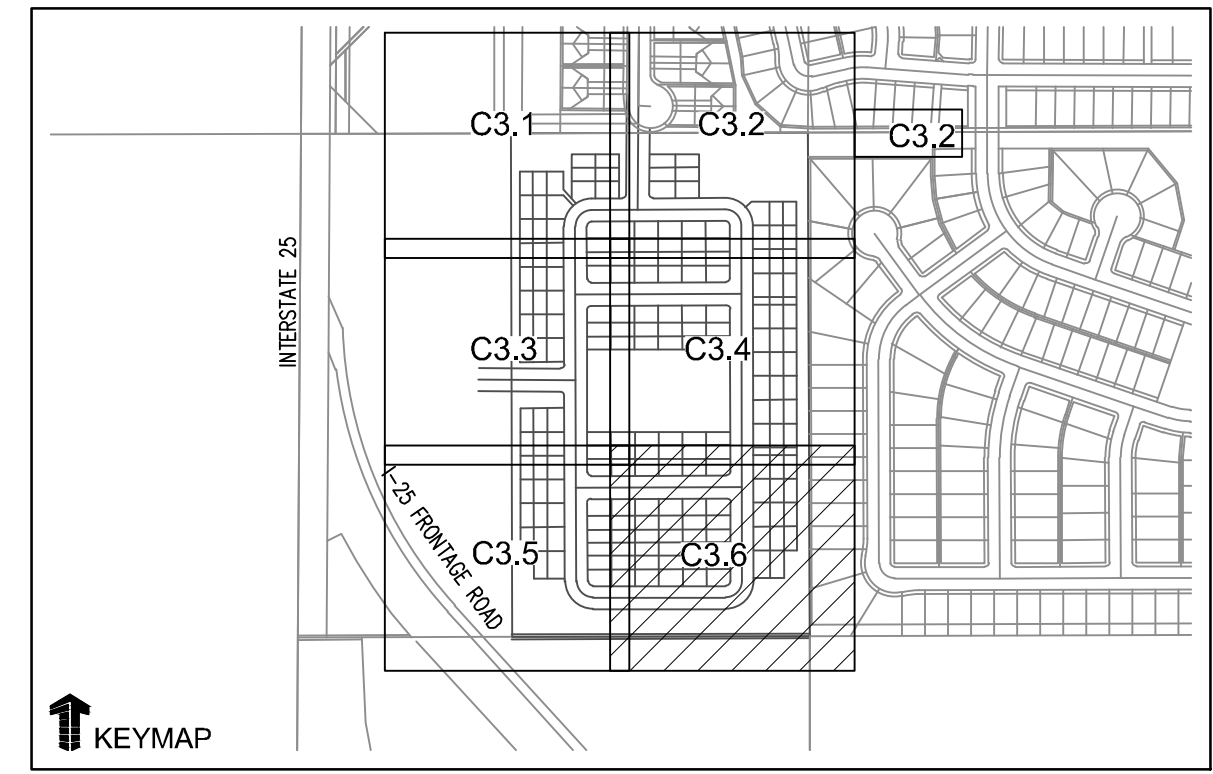 C3.1
C3.2
C3.2
INTERSTATE 25
C3.3
C3.4
I-25 FRONTAGE ROAD
C3.5
C3.6
KEYMAP